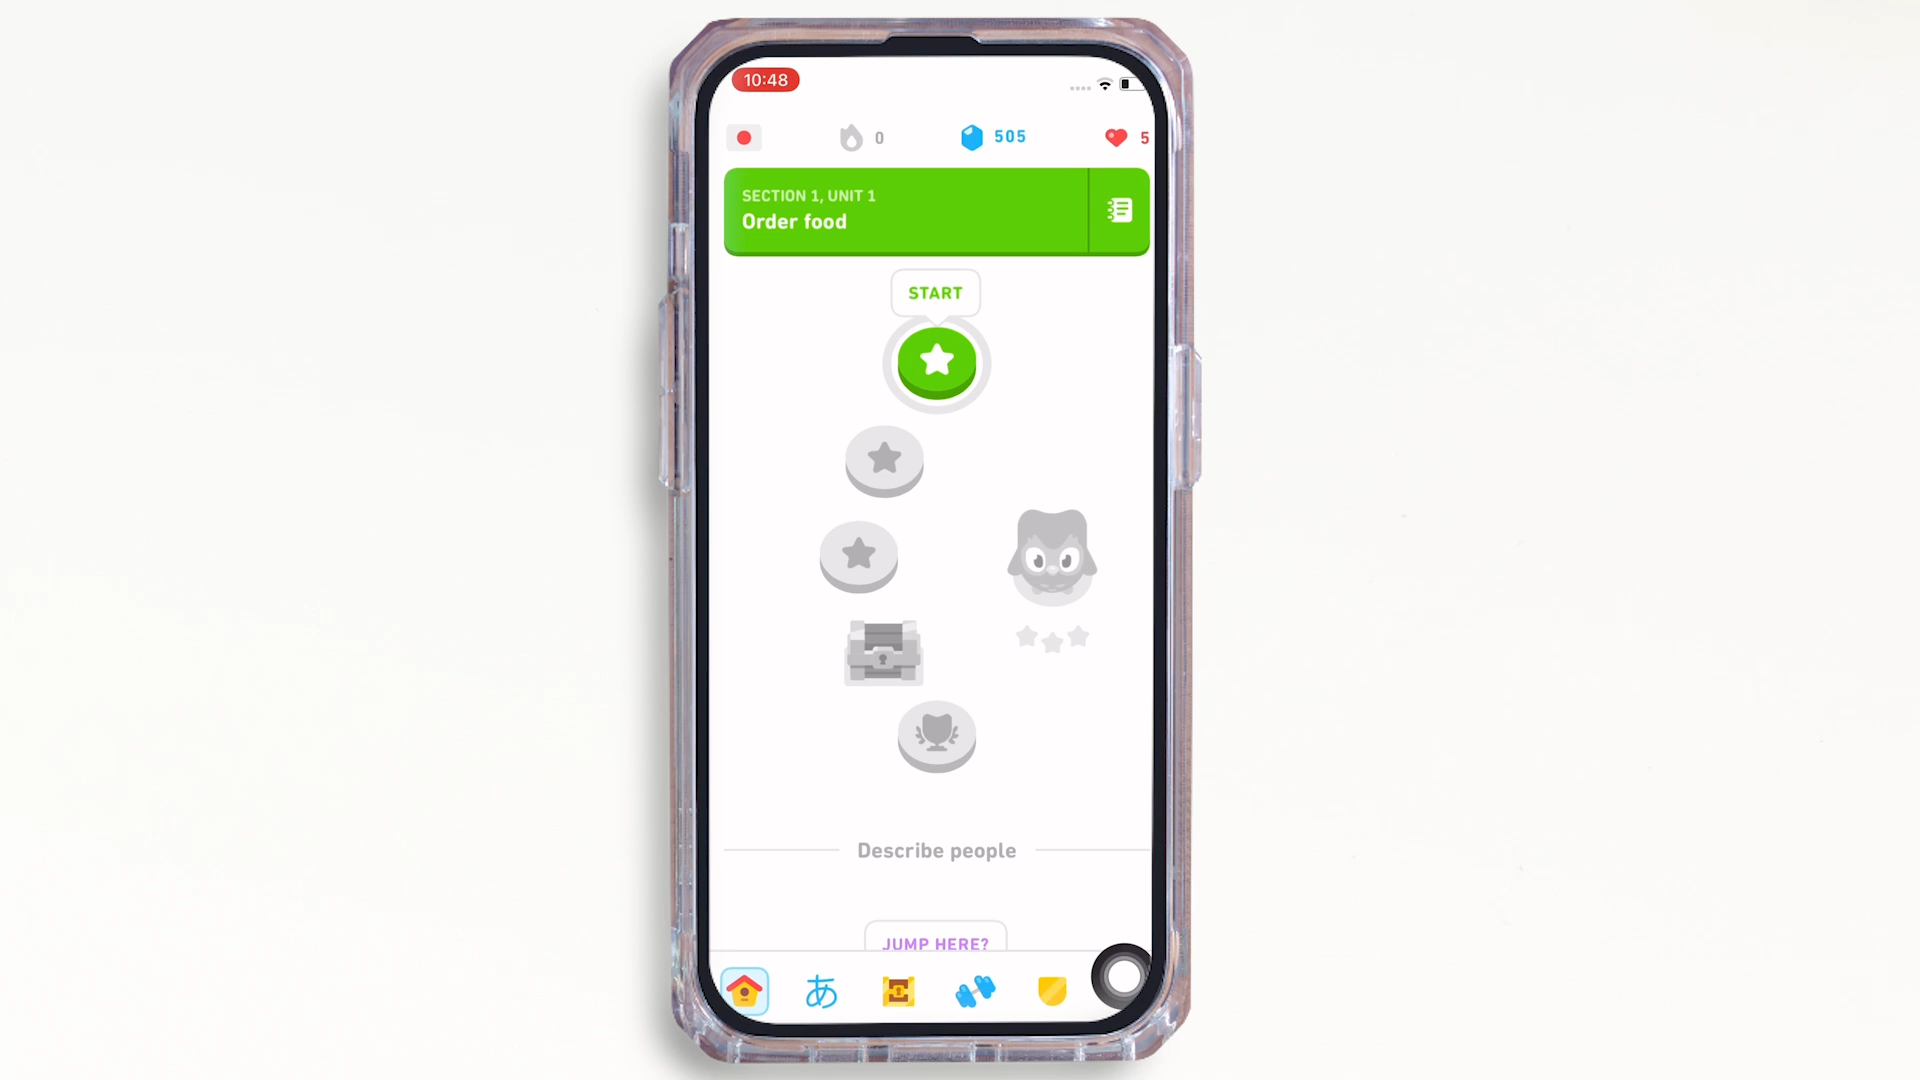 10:48
0
505
5
SECTION 1, UNIT 1
Order food
START
Describe people
JUMP HERE?
あ